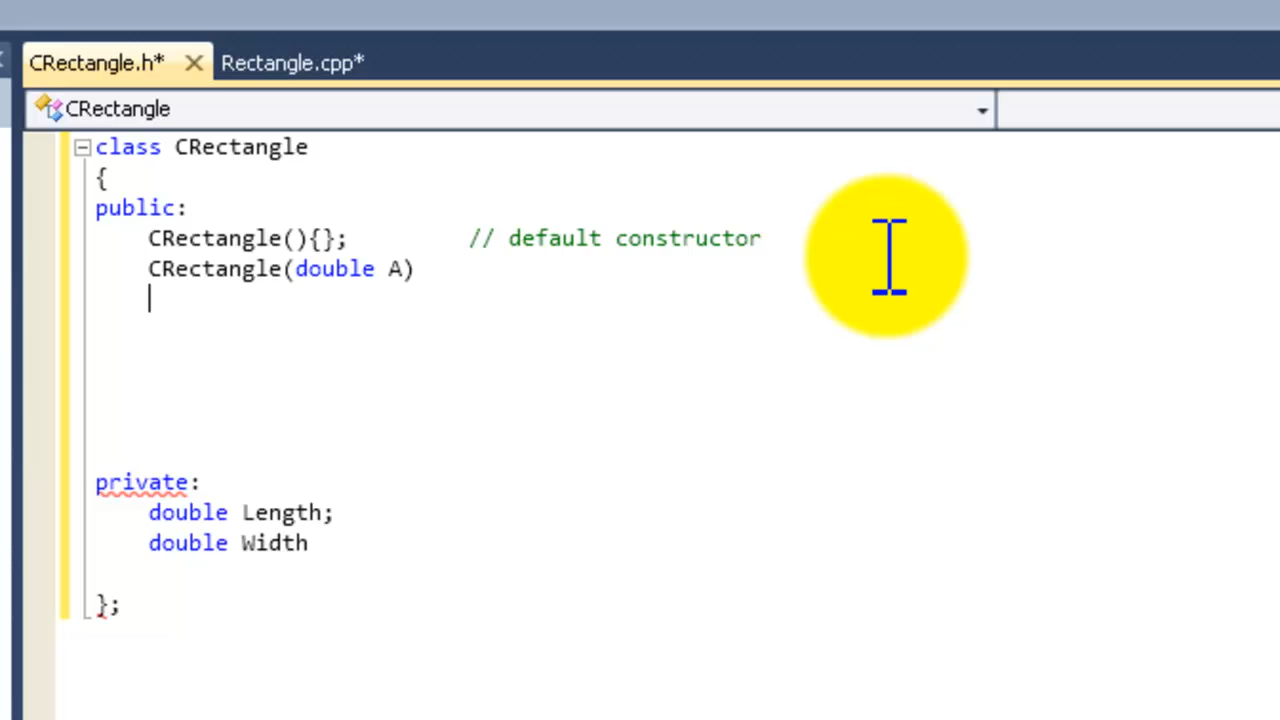 CRectangle.h* Rectangle.cpp*
CRectangle
class CRectangle
{
public:
CRectangle(){}; // default constructor
CRectangle(double A)
private:
double Length;
double Width
};